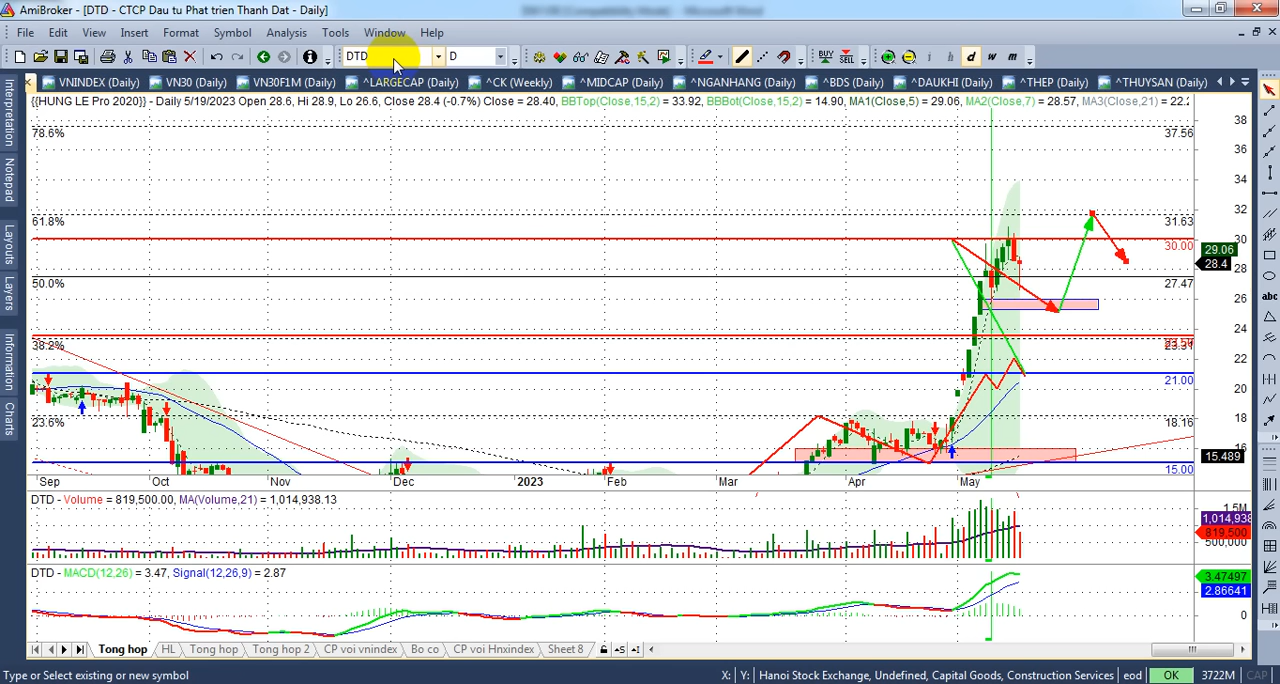 AmiBroker - [DTD - CTCP Dau tu Phat trien Thanh Dat - Daily]
File Edit View Insert Format Symbol Analysis Tools Window Help
DTD D BUY SELL i h d w m
VNINDEX (Daily) VN30 (Daily) VN30F1M (Daily) ^LARGECAP (Daily) ^CK (Weekly) ^MIDCAP (Daily) ^NGANHANG (Daily) ^BDS (Daily) ^DAUKHI (Daily) ^THEP (Daily) ^THUYSAN (Daily)
{{HUNG LE Pro 2020}} - Daily 5/19/2023 Open 28.6, Hi 28.9, Lo 26.6, Close 28.4 (-0.7%) Close = 28.40, BBTop(Close,15,2) = 33.92, BBBot(Close,15,2) = 14.90, MA1(Close,5) = 29.06, MA2(Close,7) = 28.57, MA3(Close,21) = 22.2
Interpretation
Notepad
Layouts
Layers
Information
Charts
abc
38
78.6% 37.56
36
34
32
61.8% 31.63
30
30.00
29.06
28.4
28
50.0% 27.47
26
24
38.2% 23.31
22
21.00
20
23.6% 18.16
18
16
15.489
15.00
Sep Oct Nov Dec 2023 Feb Mar Apr May
DTD - Volume = 819,500.00, MA(Volume,21) = 1,014,938.13
1.5M
1,014,938
819,500
500,000
DTD - MACD(12,26) = 3.47, Signal(12,26,9) = 2.87
3.47497
2.86641
0
Tong hop HL Tong hop Tong hop 2 CP voi vnindex Bo co CP voi Hnxindex Sheet 8
Type or Select existing or new symbol X: Y: Hanoi Stock Exchange, Undefined, Capital Goods, Construction Services eod OK 3722M CAP